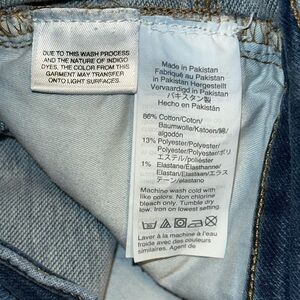 DUE TO THIS WASH PROCESS
AND THE NATURE OF INDIGO
DYES, THE COLOR FROM THIS
GARMENT MAY TRANSFER
ONTO LIGHT SURFACES.
Made in Pakistan
Fabriqué au Pakistan
In Pakistan Hergestellt
Vervaardigd in Pakistan
パキスタン製
Hecho en Pakistán
86% Cotton/Coton/
Baumwolle/Katoen/綿/
algodón
13% Polyester/Polyester/
Polyester/Polyester/ポリ
エステル/poliéster
1% Elastane/Élasthanne/
Elastan/Elastaan/エラス
テーン/elastano
Machine wash cold with
like colors. Non chlorine
bleach only. Tumble dry
low. Iron on lowest setting.
Laver à la machine à l'eau
froide avec des couleurs
similaires. Agent de